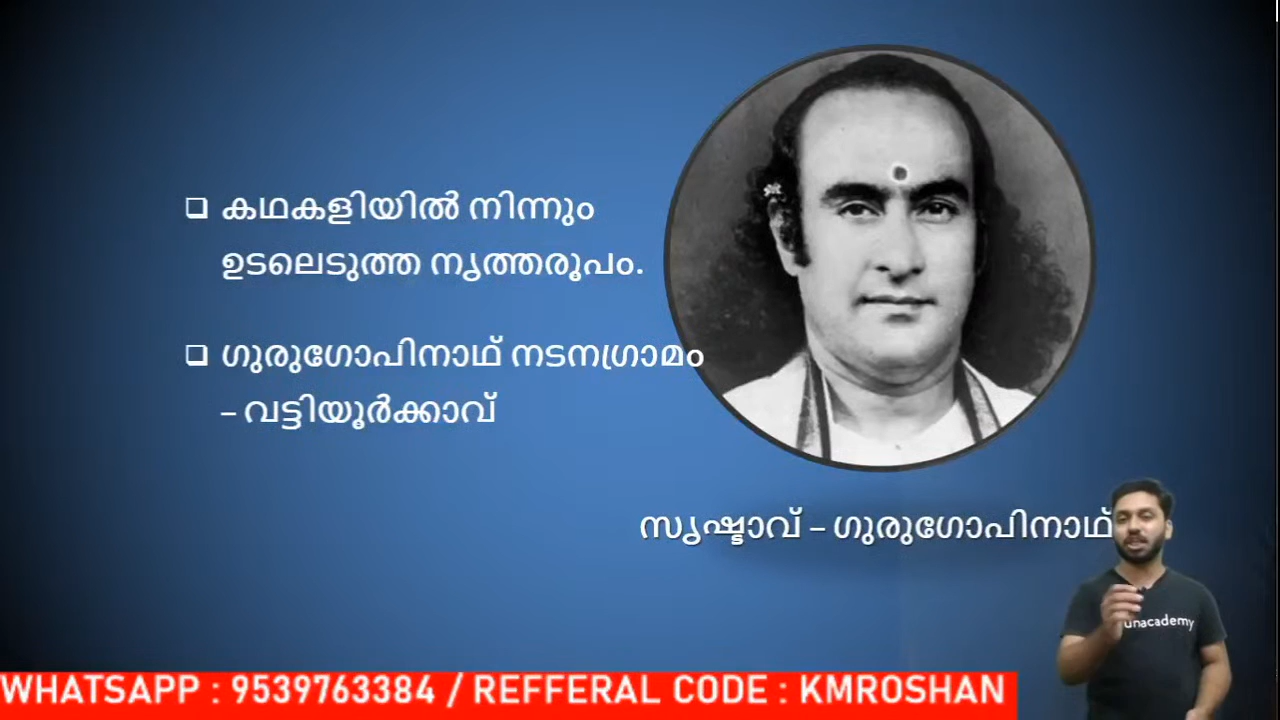 ❑ കഥകളിയിൽ നിന്നും
ഉടലെടുത്ത നൃത്തരൂപം.
❑ ഗുരുഗോപിനാഥ് നടനഗ്രാമം
– വട്ടിയൂർക്കാവ്
സൃഷ്ടാവ് – ഗുരുഗോപിനാഥ്
unacademy
WHATSAPP : 9539763384 / REFFERAL CODE : KMROSHAN